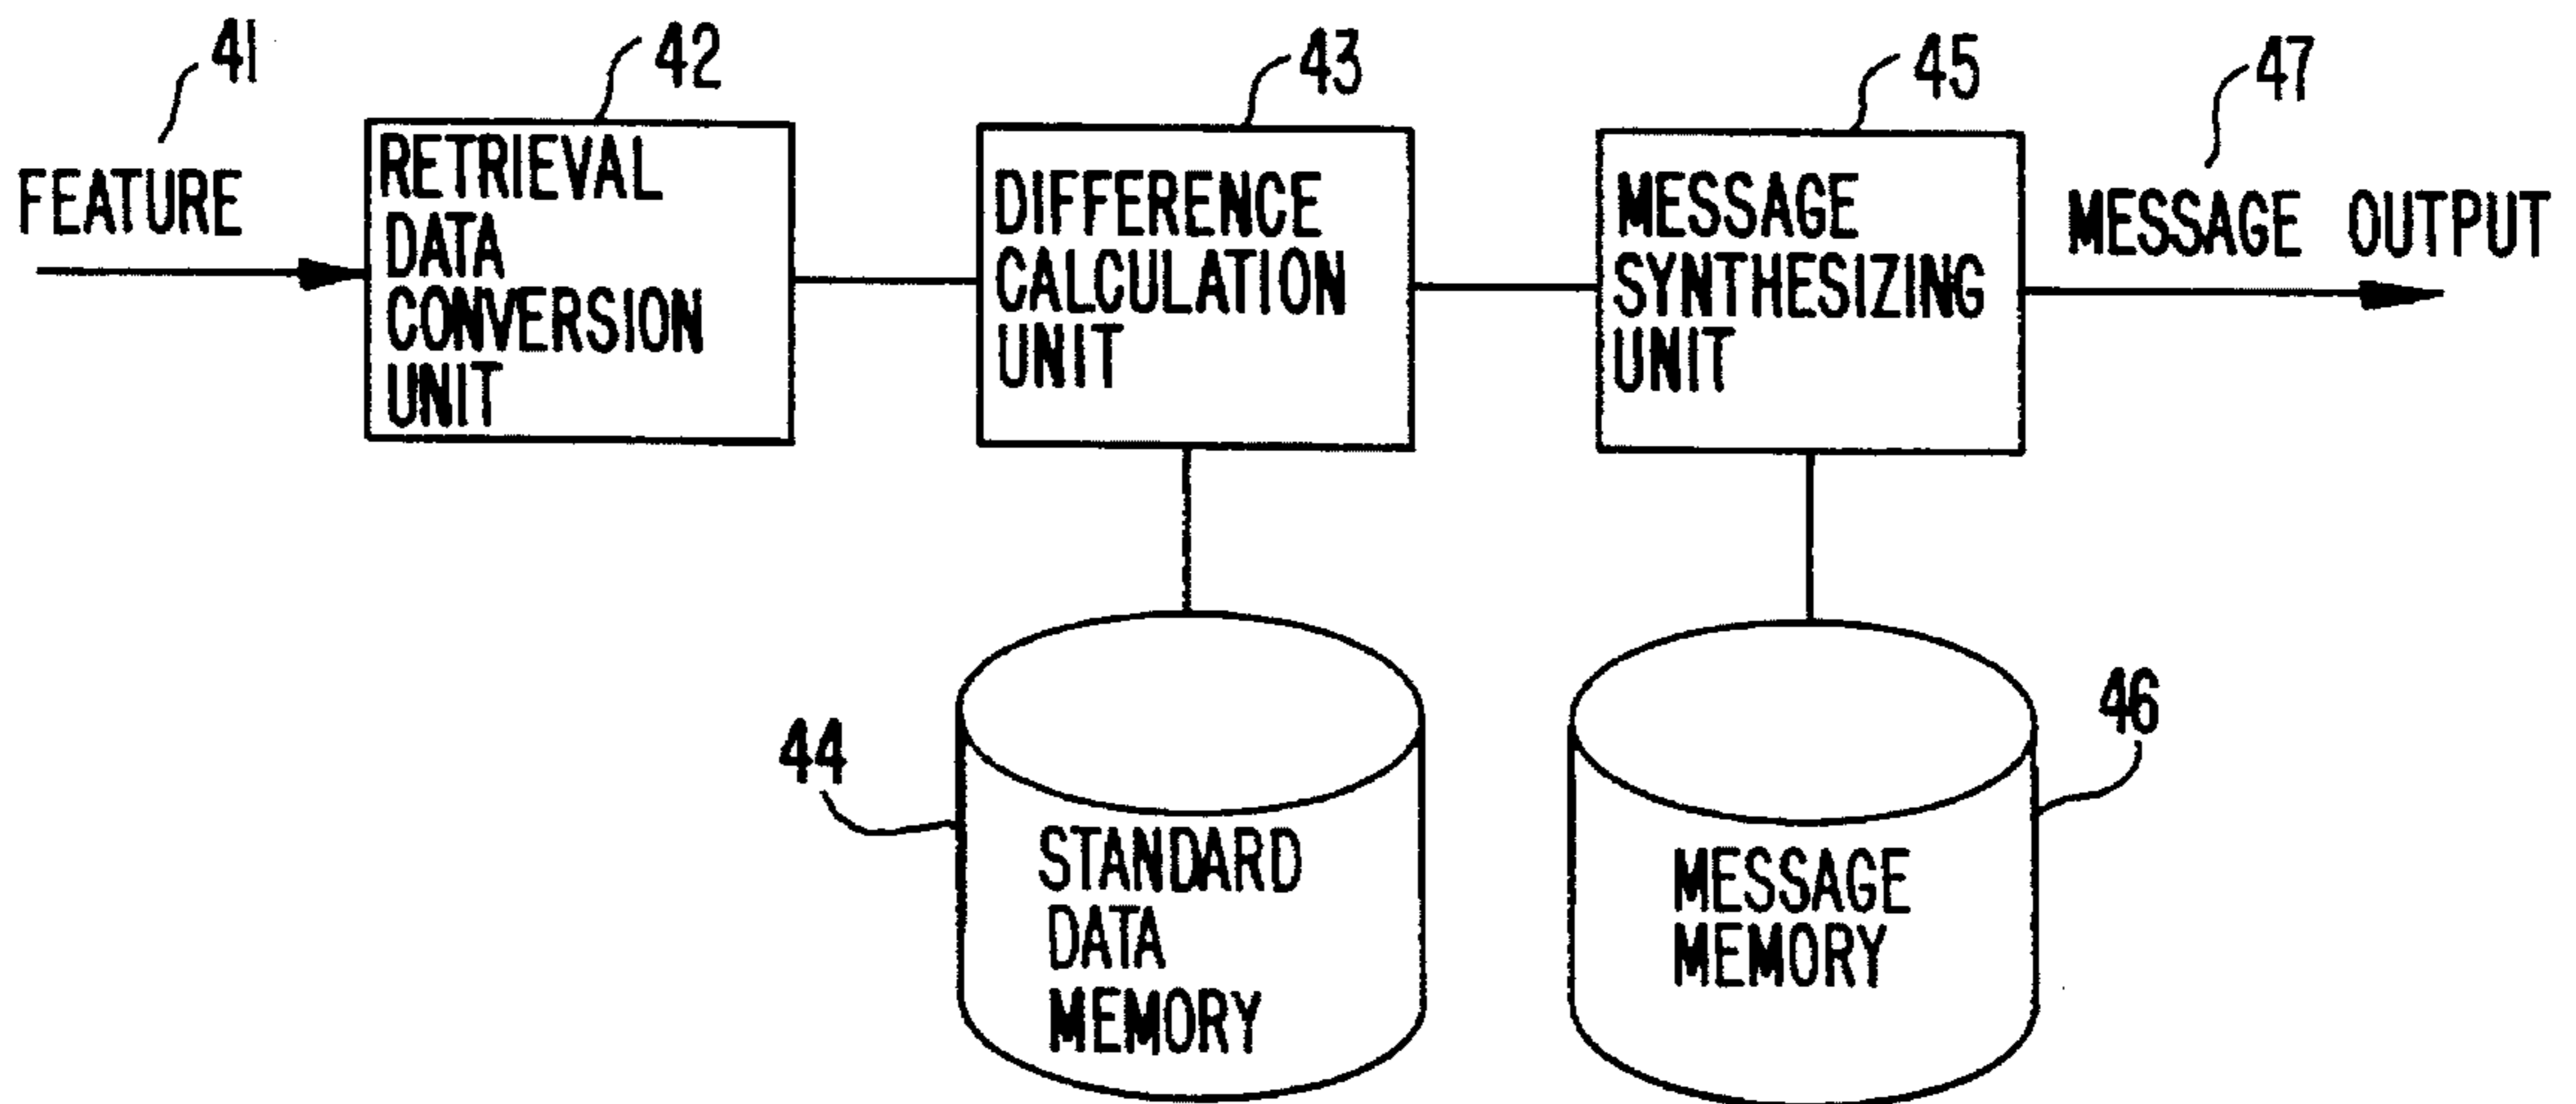 41
42
43
45
47
FEATURE
RETRIEVAL
DATA
CONVERSION
UNIT
DIFFERENCE
CALCULATION
UNIT
MESSAGE
SYNTHESIZING
UNIT
MESSAGE OUTPUT
44
STANDARD
DATA
MEMORY
46
MESSAGE
MEMORY